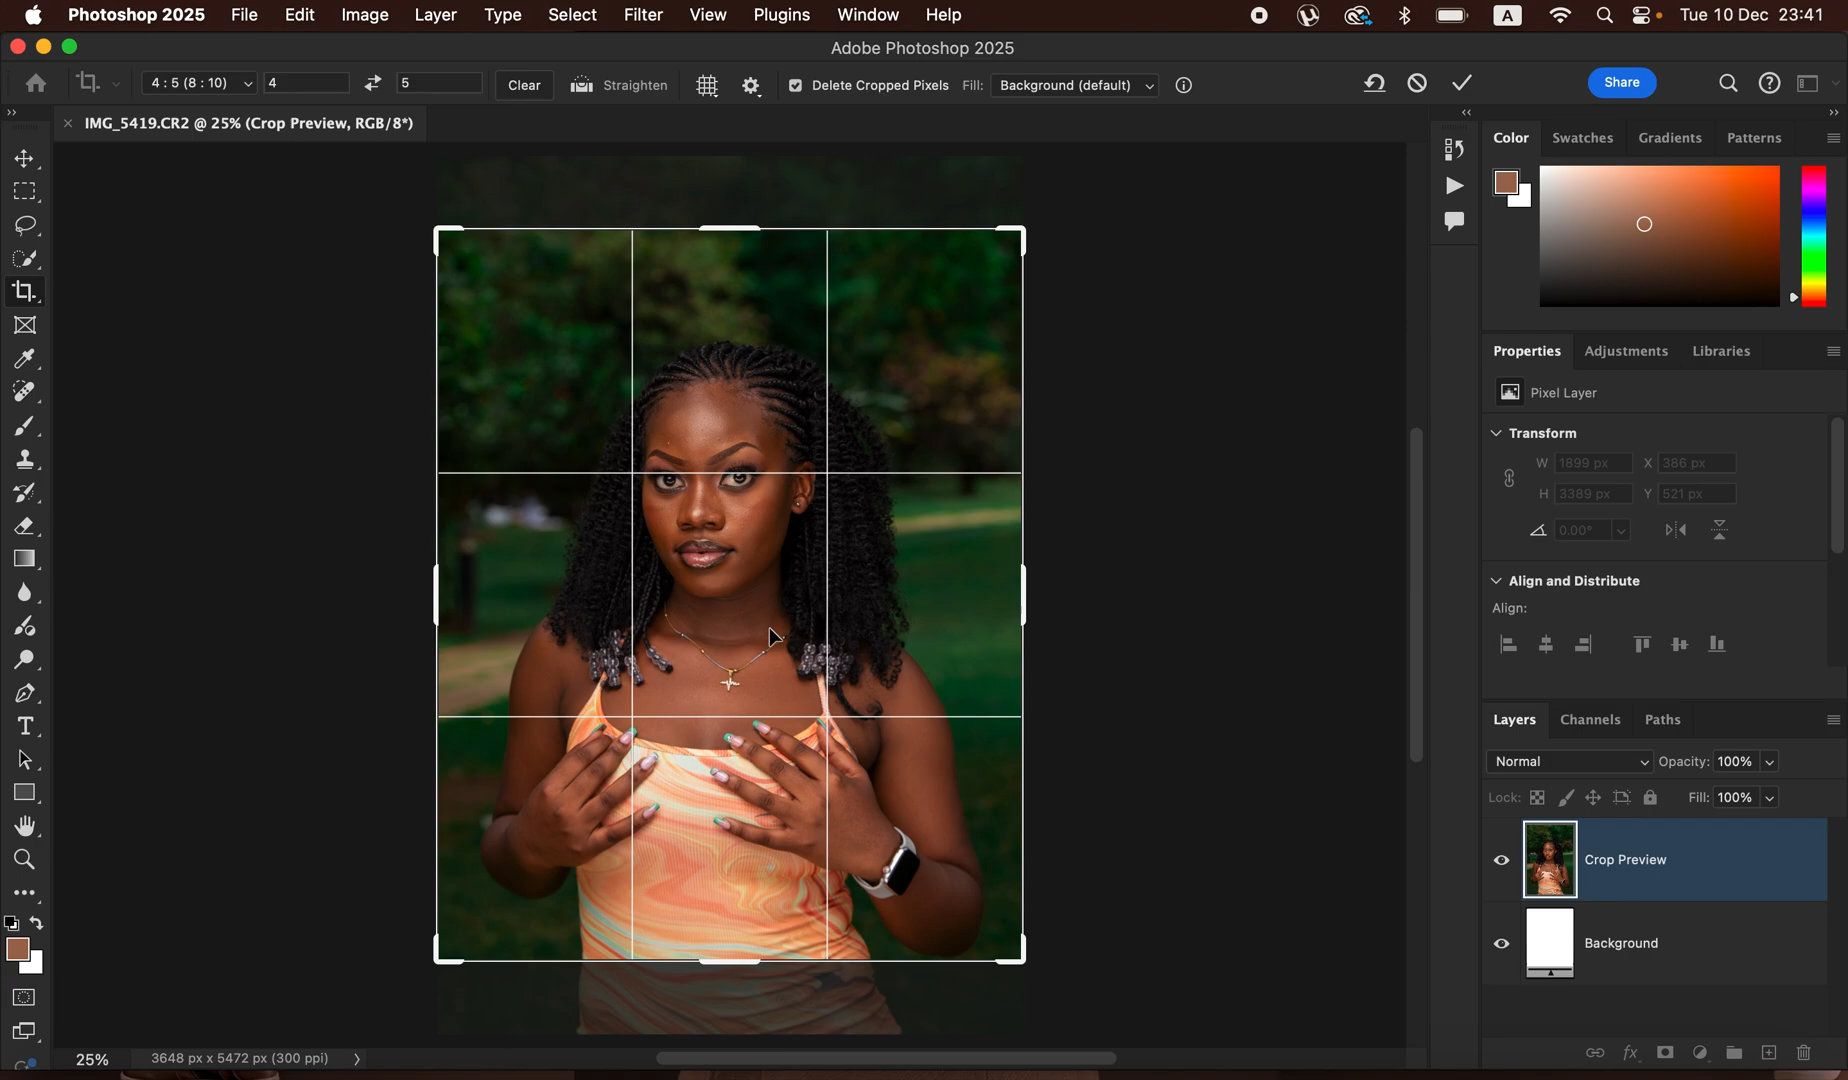 Photoshop 2025 File Edit Image Layer Type Select Filter View Plugins Window Help A Tue 10 Dec 23:41
Adobe Photoshop 2025
4 : 5 (8 : 10) 4 5 Clear Straighten Delete Cropped Pixels Fill: Background (default) Share
IMG_5419.CR2 @ 25% (Crop Preview, RGB/8*)
Color Swatches Gradients Patterns
Properties Adjustments Libraries
Pixel Layer
Transform
W 1899 px X 386 px
H 3389 px Y 521 px
0.00°
Align and Distribute
Align:
Layers Channels Paths
Normal Opacity: 100%
Lock: Fill: 100%
Crop Preview
Background
25% 3648 px x 5472 px (300 ppi)